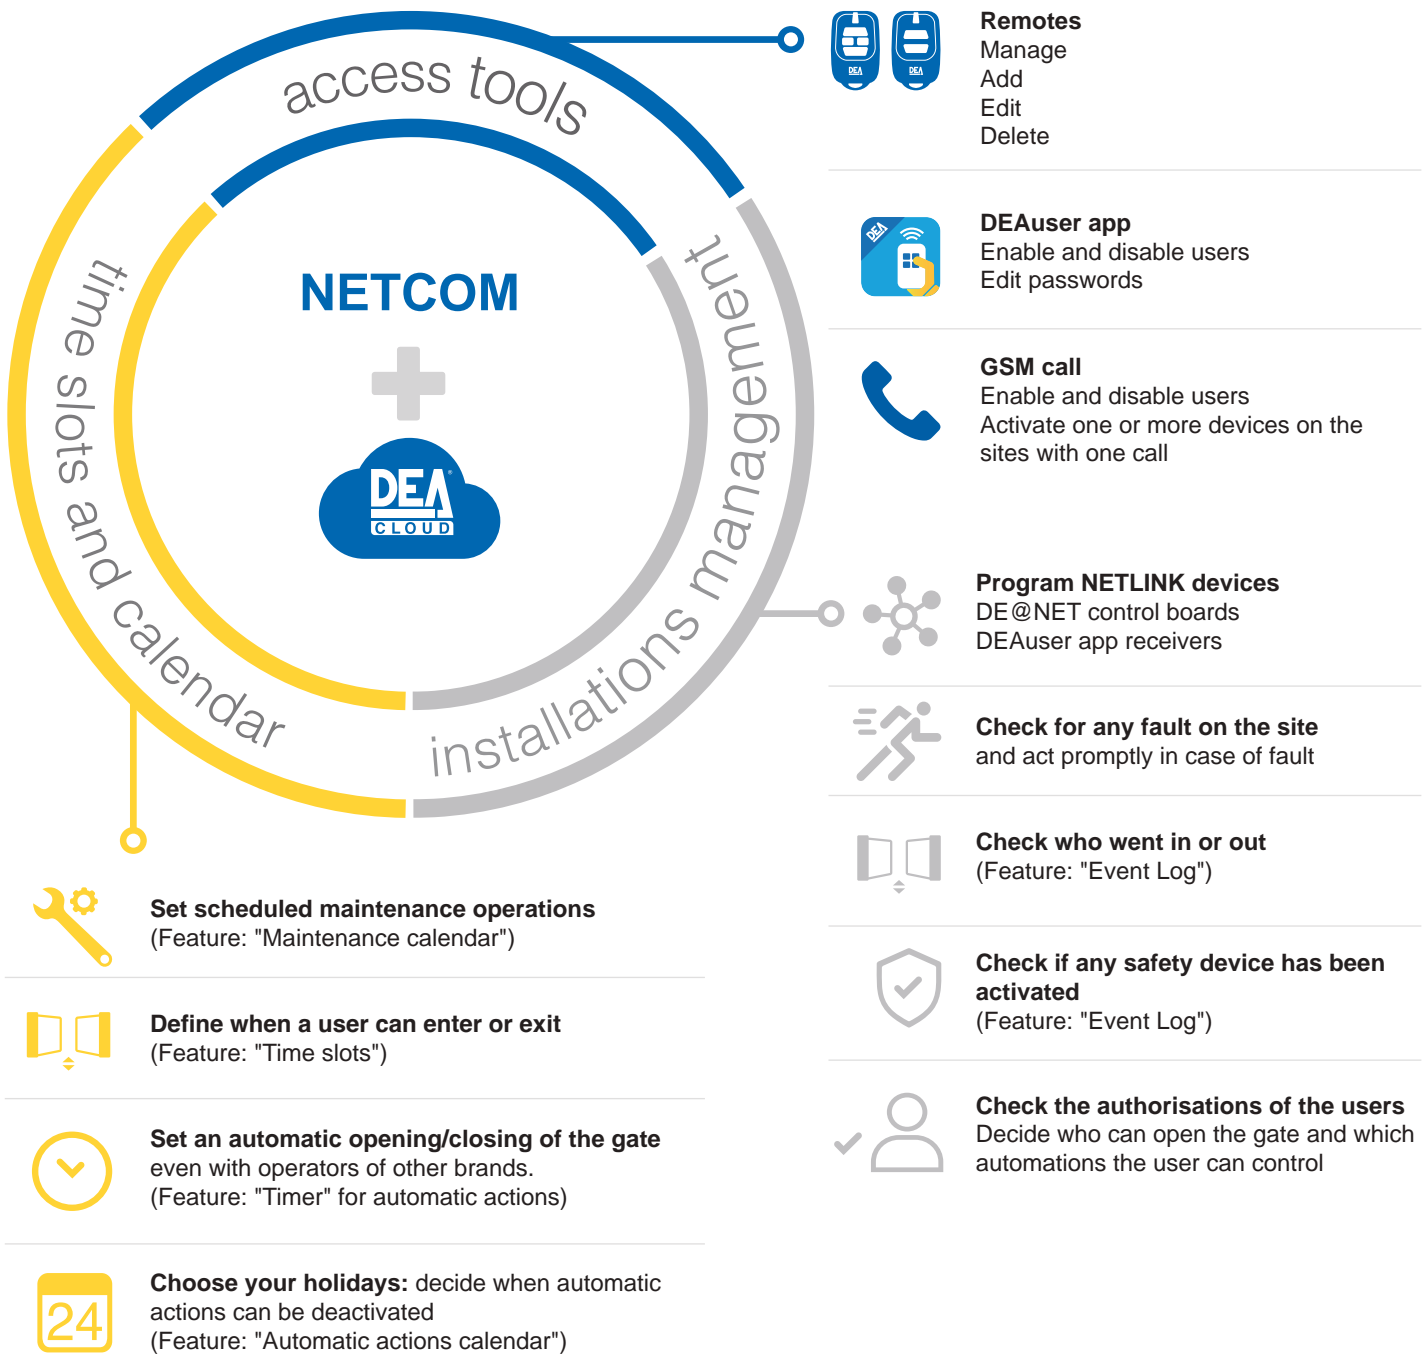 access tools
time slots and calendar
installations management
NETCOM
DEA
CLOUD
Remotes
Manage
Add
Edit
Delete
DEA
DEA
DEAuser app
Enable and disable users
Edit passwords
DEA
GSM call
Enable and disable users
Activate one or more devices on the
sites with one call
Program NETLINK devices
DE@NET control boards
DEAuser app receivers
Check for any fault on the site
and act promptly in case of fault
Check who went in or out
(Feature: "Event Log")
Check if any safety device has been
activated
(Feature: "Event Log")
Check the authorisations of the users
Decide who can open the gate and which
automations the user can control
Set scheduled maintenance operations
(Feature: "Maintenance calendar")
Define when a user can enter or exit
(Feature: "Time slots")
Set an automatic opening/closing of the gate
even with operators of other brands.
(Feature: "Timer" for automatic actions)
24
Choose your holidays: decide when automatic
actions can be deactivated
(Feature: "Automatic actions calendar")